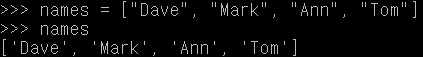 >>> names = ["Dave", "Mark", "Ann", "Tom"]
>>> names
['Dave', 'Mark', 'Ann', 'Tom']